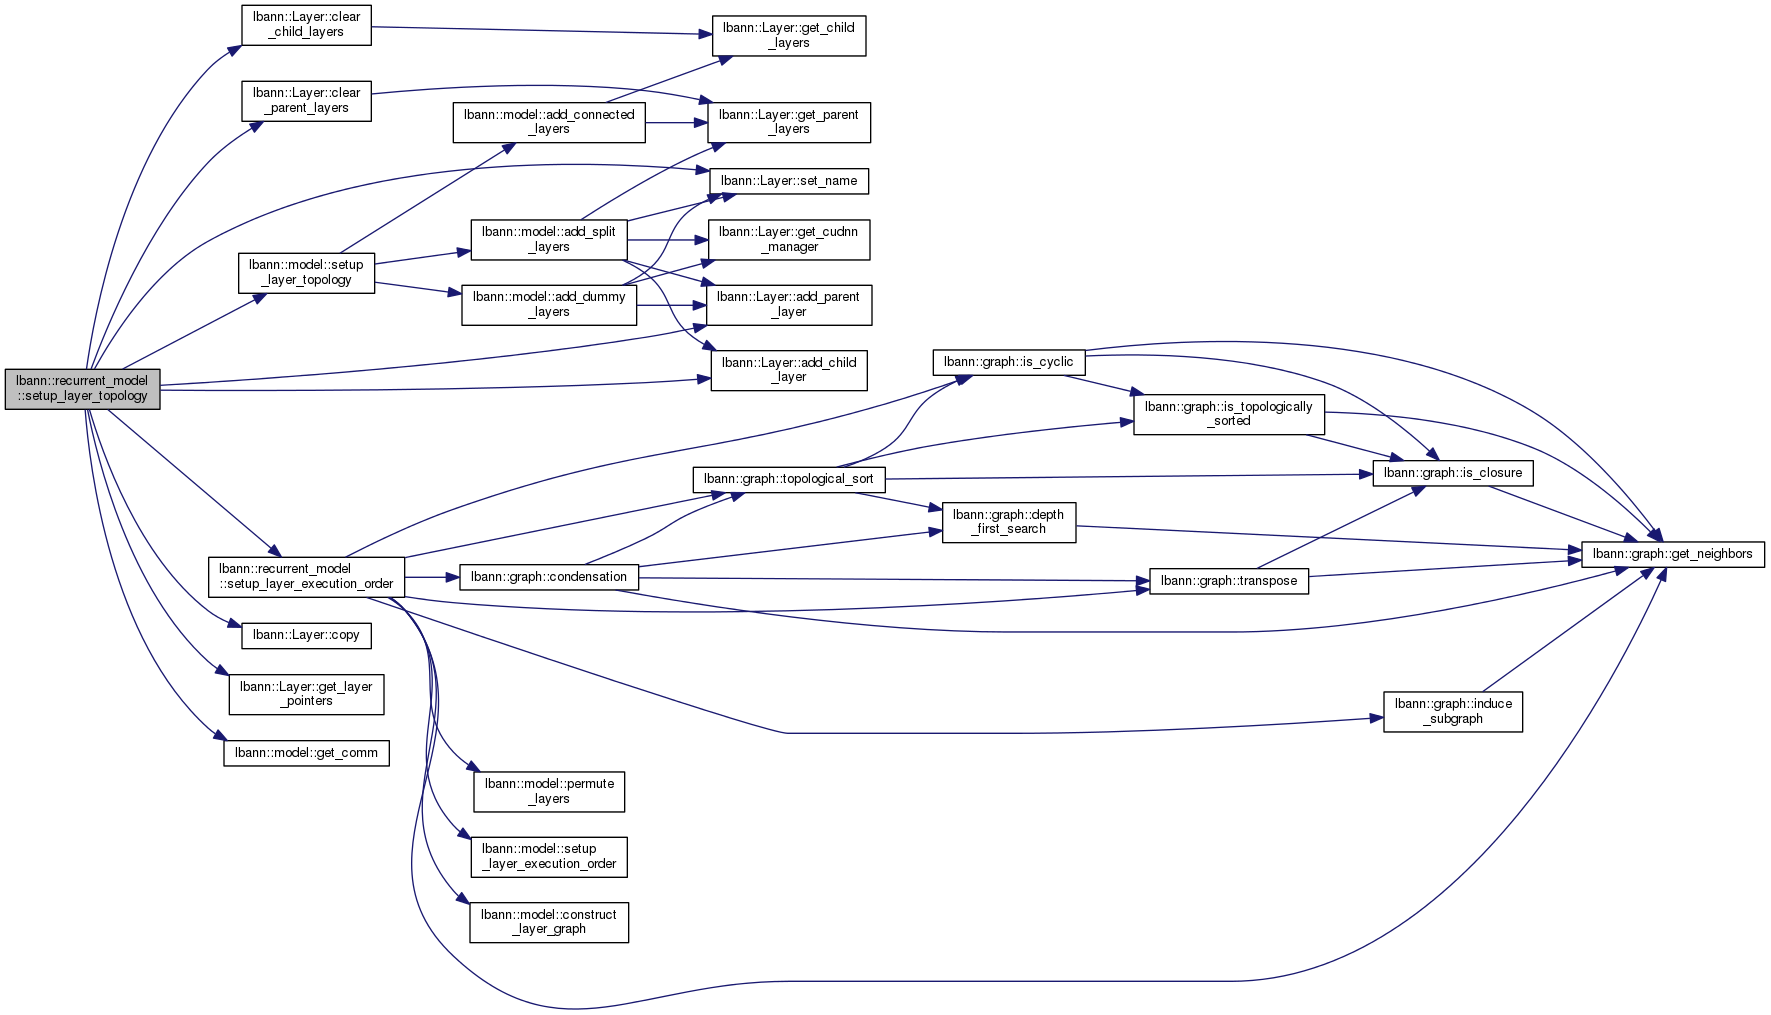 lbann::Layer::clear
_child_layers
lbann::Layer::get_child
_layers
lbann::Layer::clear
_parent_layers
lbann::model::add_connected
_layers
lbann::Layer::get_parent
_layers
lbann::Layer::set_name
lbann::model::add_split
_layers
lbann::Layer::get_cudnn
_manager
lbann::model::setup
_layer_topology
lbann::model::add_dummy
_layers
lbann::Layer::add_parent
_layer
lbann::Layer::add_child
_layer
lbann::graph::is_cyclic
lbann::recurrent_model
::setup_layer_topology
lbann::graph::is_topologically
_sorted
lbann::graph::topological_sort
lbann::graph::is_closure
lbann::graph::depth
_first_search
lbann::graph::get_neighbors
lbann::recurrent_model
::setup_layer_execution_order
lbann::graph::condensation
lbann::graph::transpose
lbann::Layer::copy
lbann::Layer::get_layer
_pointers
lbann::graph::induce
_subgraph
lbann::model::get_comm
lbann::model::permute
_layers
lbann::model::setup
_layer_execution_order
lbann::model::construct
_layer_graph